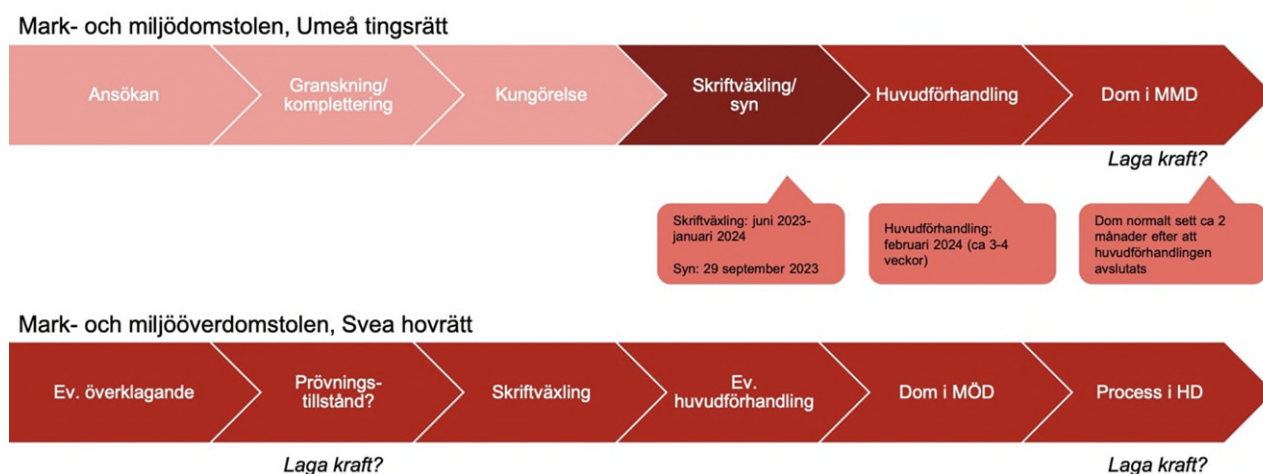 Mark- och miljödomstolen, Umeå tingsrätt
Ansökan
Granskning/
komplettering
Kungörelse
Skriftväxling/
syn
Huvudförhandling
Dom i MMD
Laga kraft?
Skriftväxling: juni 2023-
januari 2024
Syn: 29 september 2023
Huvudförhandling:
februari 2024 (ca 3-4
veckor)
Dom normalt sett ca 2
månader efter att
huvudförhandlingen
avslutats
Mark- och miljööverdomstolen, Svea hovrätt
Ev. överklagande
Prövnings-
tillstånd?
Skriftväxling
Ev.
huvudförhandling
Dom i MÖD
Process i HD
Laga kraft?
Laga kraft?